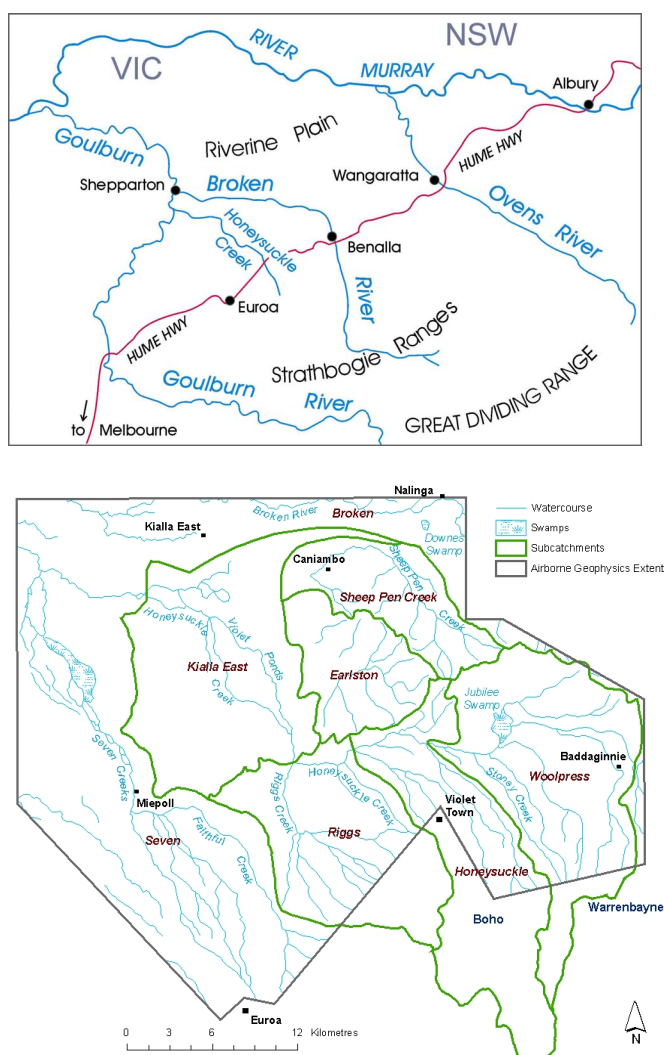 NSW
RIVER
VIC
MURRAY
Albury
Goulburn
Riverine Plain
HUME HWY
Shepparton
Broken
Wangaratta
Ovens River
Honeysuckle
Creek
Benalla
River
Euroa
HUME HWY
Strathbogie Ranges
Goulburn River
GREAT DIVIDING RANGE
to Melbourne
Nalinga
Broken River
Broken
Kialla East
Downes
Swamp
Caniambo
Sheep Pen
Creek
Sheep Pen Creek
Honeysuckle
Creek
Violet
Ponds
Kialla East
Earlston
Jubilee
Swamp
Seven Creeks
Baddaginnie
Woolpress
Stoney Creek
Honeysuckle Creek
Riggs Creek
Miepoll
Violet
Town
Seven
Faithful
Creek
Riggs
Honeysuckle
Boho
Warrenbayne
Euroa
Watercourse
Swamps
Subcatchments
Airborne Geophysics Extent
0 3 6 12 Kilometres
N